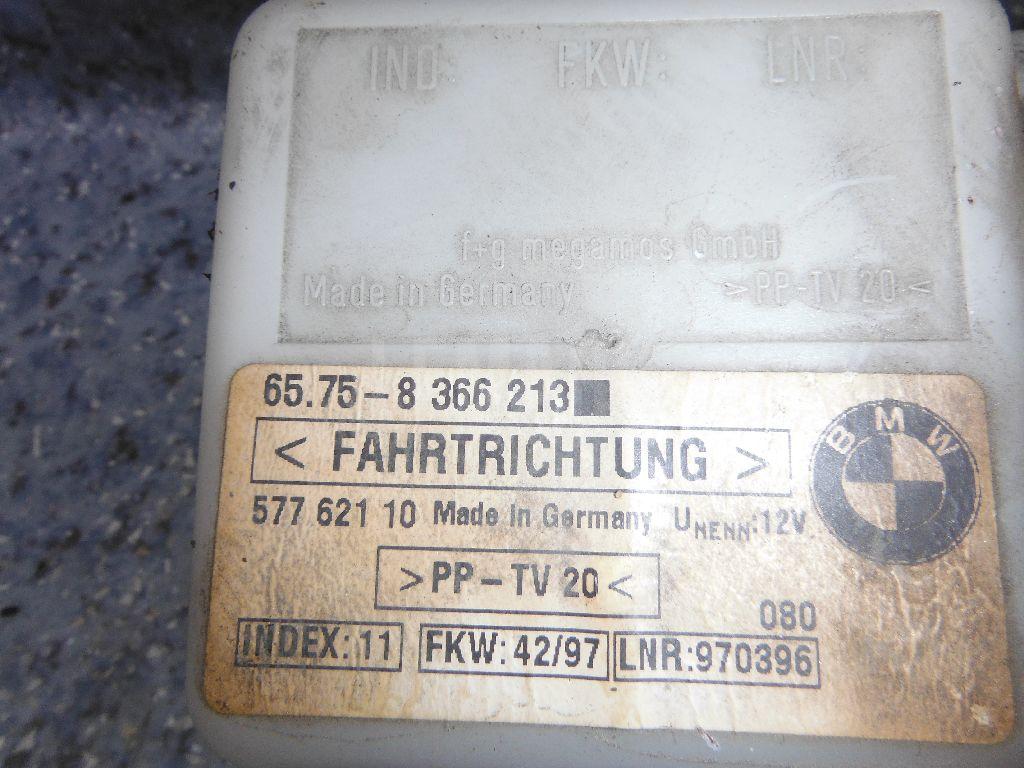 IND: FKW: LNR:
f+g megamos GmbH
Made in Germany >PP-TV 20<
65.75-8 366 213■
< FAHRTRICHTUNG >
BMW
577 621 10 Made in Germany UNENN:12V
>PP-TV 20<
080
INDEX: 11 FKW: 42/97 LNR:970396